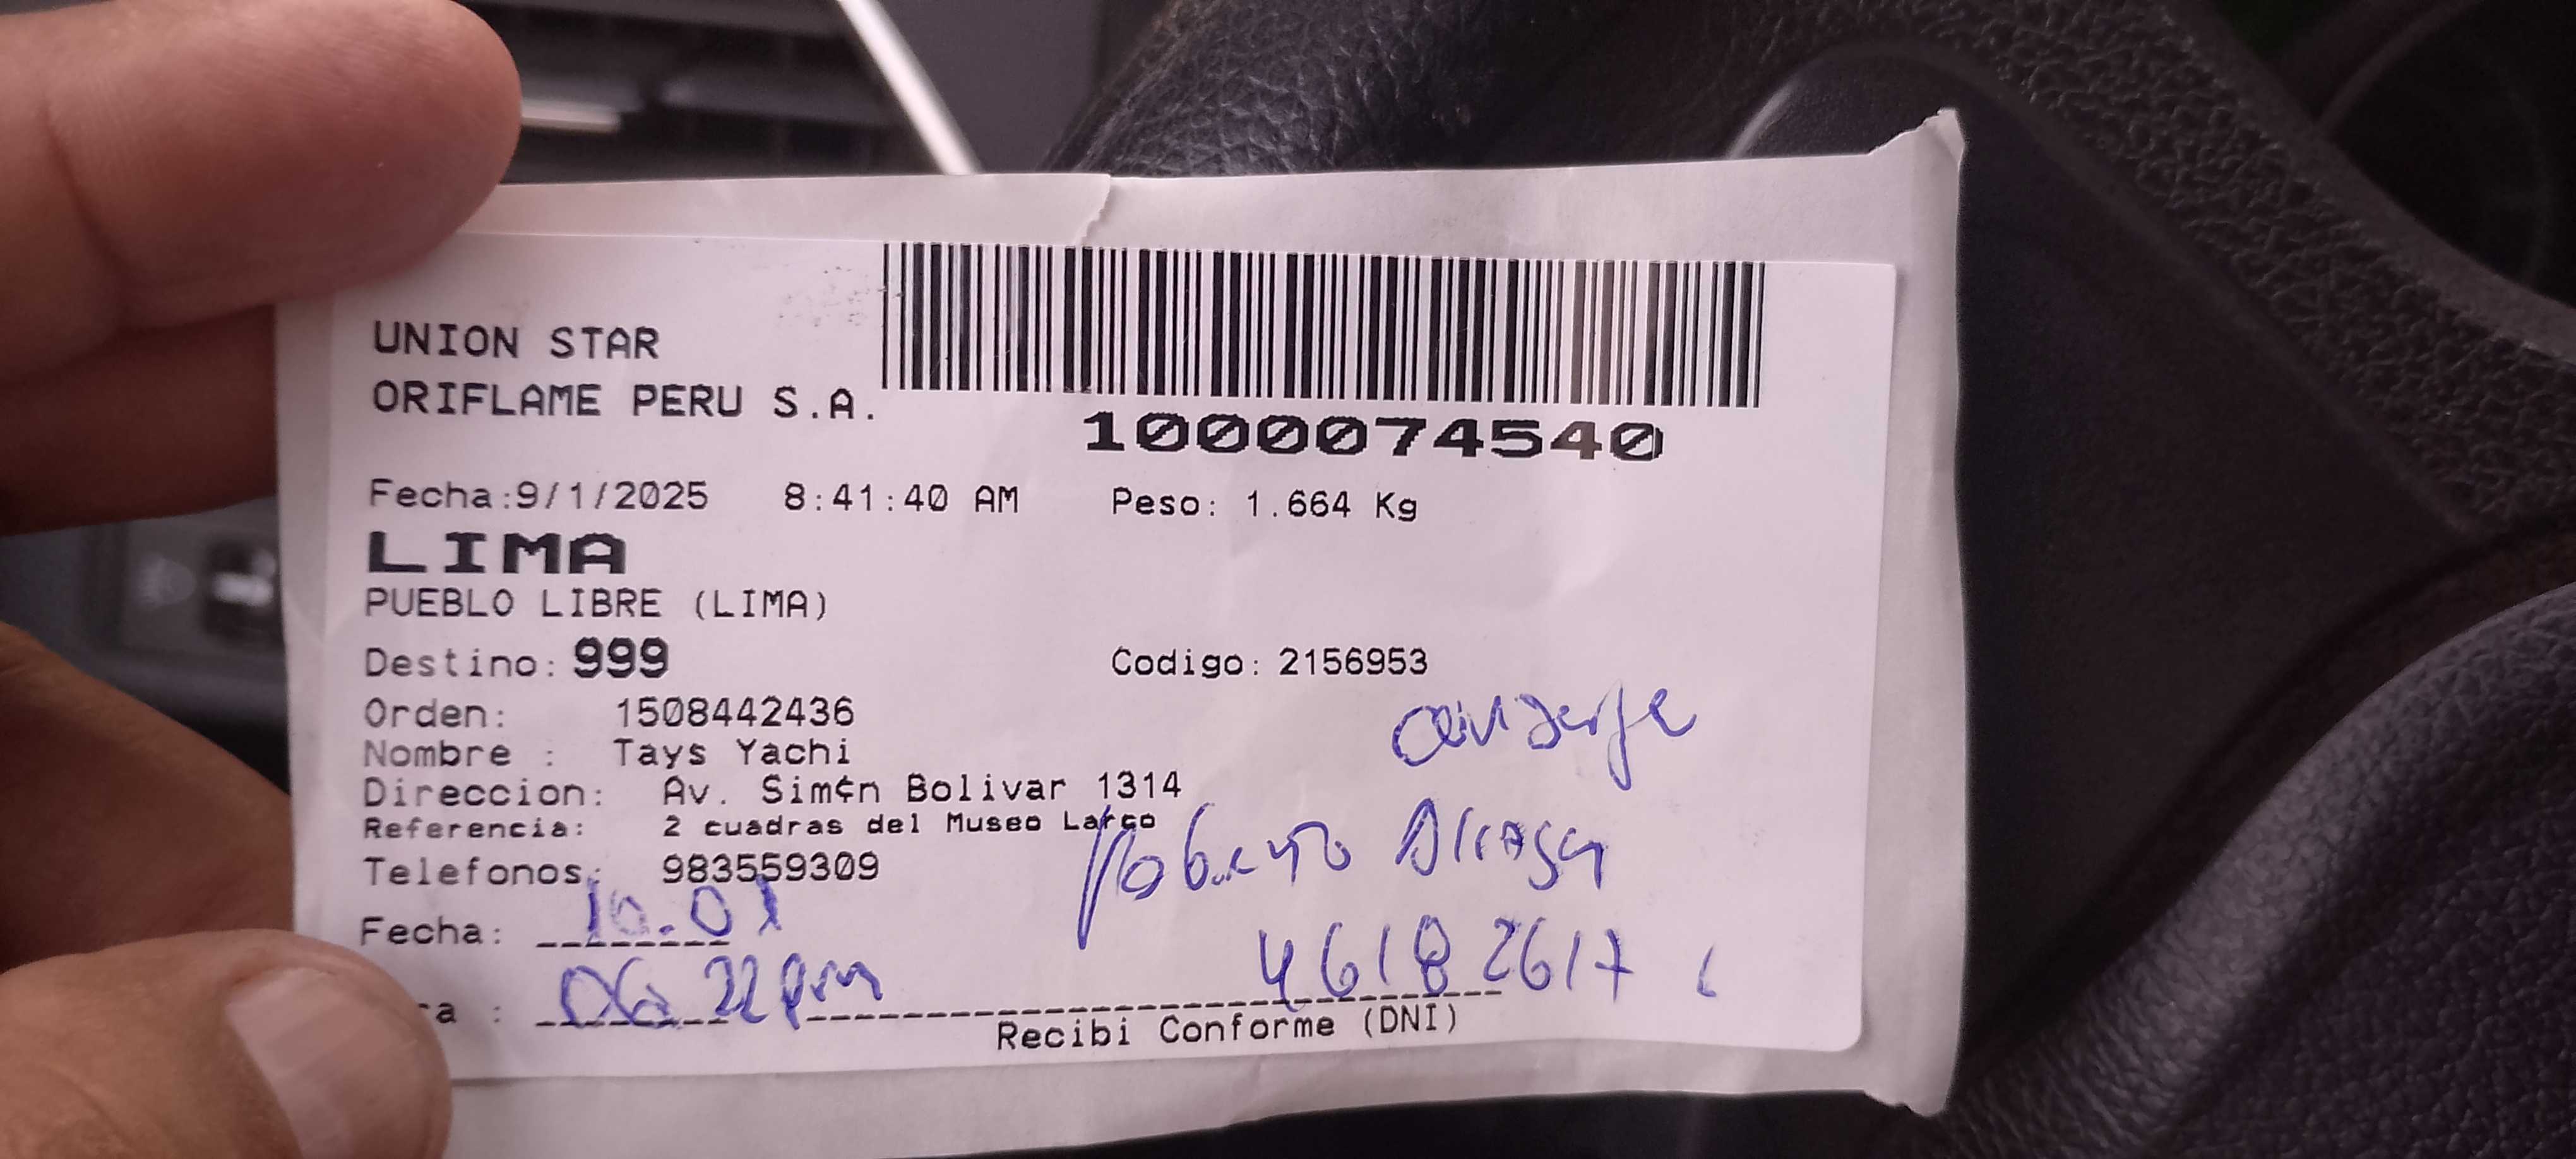 UNION STAR
ORIFLAME PERU S.A.
1000074540
Fecha:9/1/2025 8:41:40 AM Peso: 1.664 Kg
LIMA
PUEBLO LIBRE (LIMA)
Destino: 999 Codigo: 2156953
Orden: 1508442436
Nombre : Tays Yachi
Direccion: Av. Sim¢n Bolivar 1314
Referencia: 2 cuadras del Museo Larco
Telefonos: 983559309
Roberto
Fecha: 10.01
46182617
a : 06:22pm
Recibi Conforme (DNI)